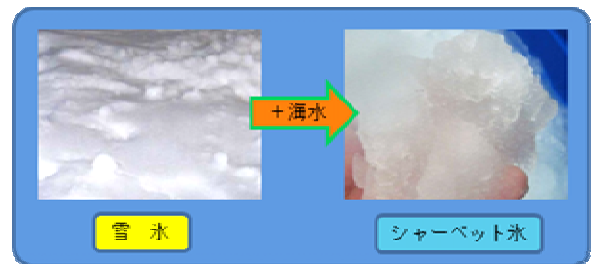 ＋海水
雪　氷
シャーベット氷